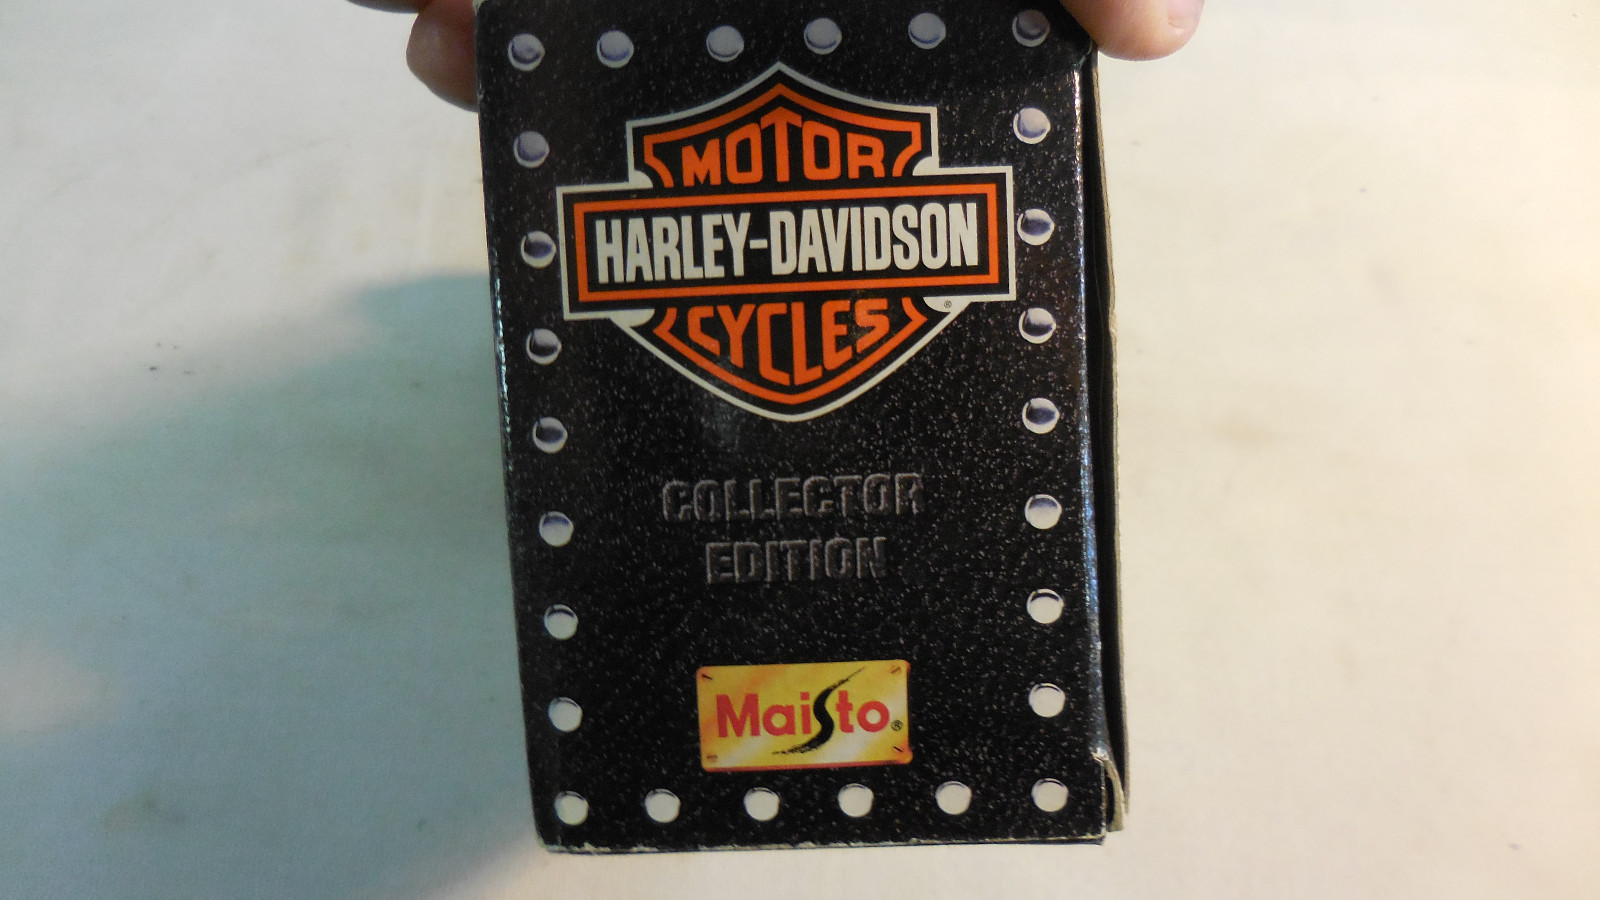 MOTOR
HARLEY-DAVIDSON
CYCLES ®
COLLECTOR
EDITION
Maisto®